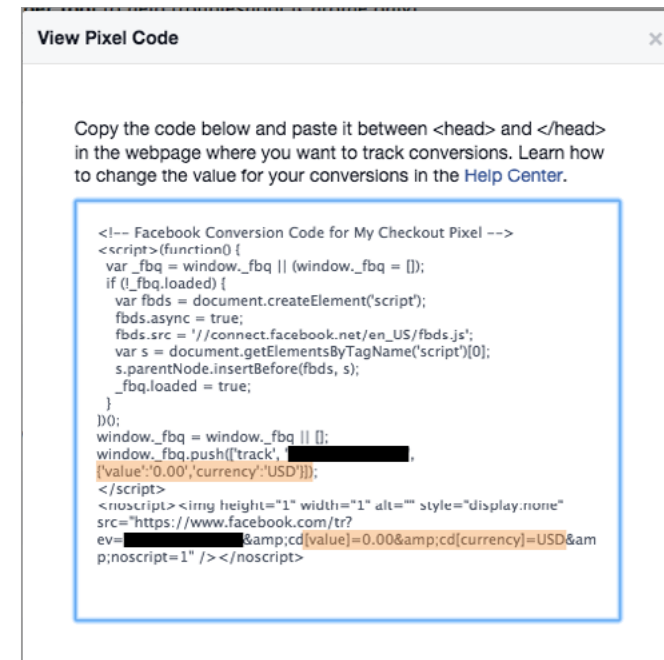 View Pixel Code
×
Copy the code below and paste it between <head> and </head>
in the webpage where you want to track conversions. Learn how
to change the value for your conversions in the Help Center.
<!-- Facebook Conversion Code for My Checkout Pixel -->
<script>(function() {
var _fbq = window._fbq || (window._fbq = []);
if (!_fbq.loaded) {
var fbds = document.createElement('script');
fbds.async = true;
fbds.src = '//connect.facebook.net/en_US/fbds.js';
var s = document.getElementsByTagName('script')[0];
s.parentNode.insertBefore(fbds, s);
_fbq.loaded = true;
}
})();
window._fbq = window._fbq || [];
window._fbq.push(['track', ' ,
{'value':'0.00','currency':'USD'}]);
</script>
<noscript><img height="1" width="1" alt="" style="display:none"
src="https://www.facebook.com/tr?
ev= &amp;cd[value]=0.00&amp;cd[currency]=USD&am
p;noscript=1" /></noscript>